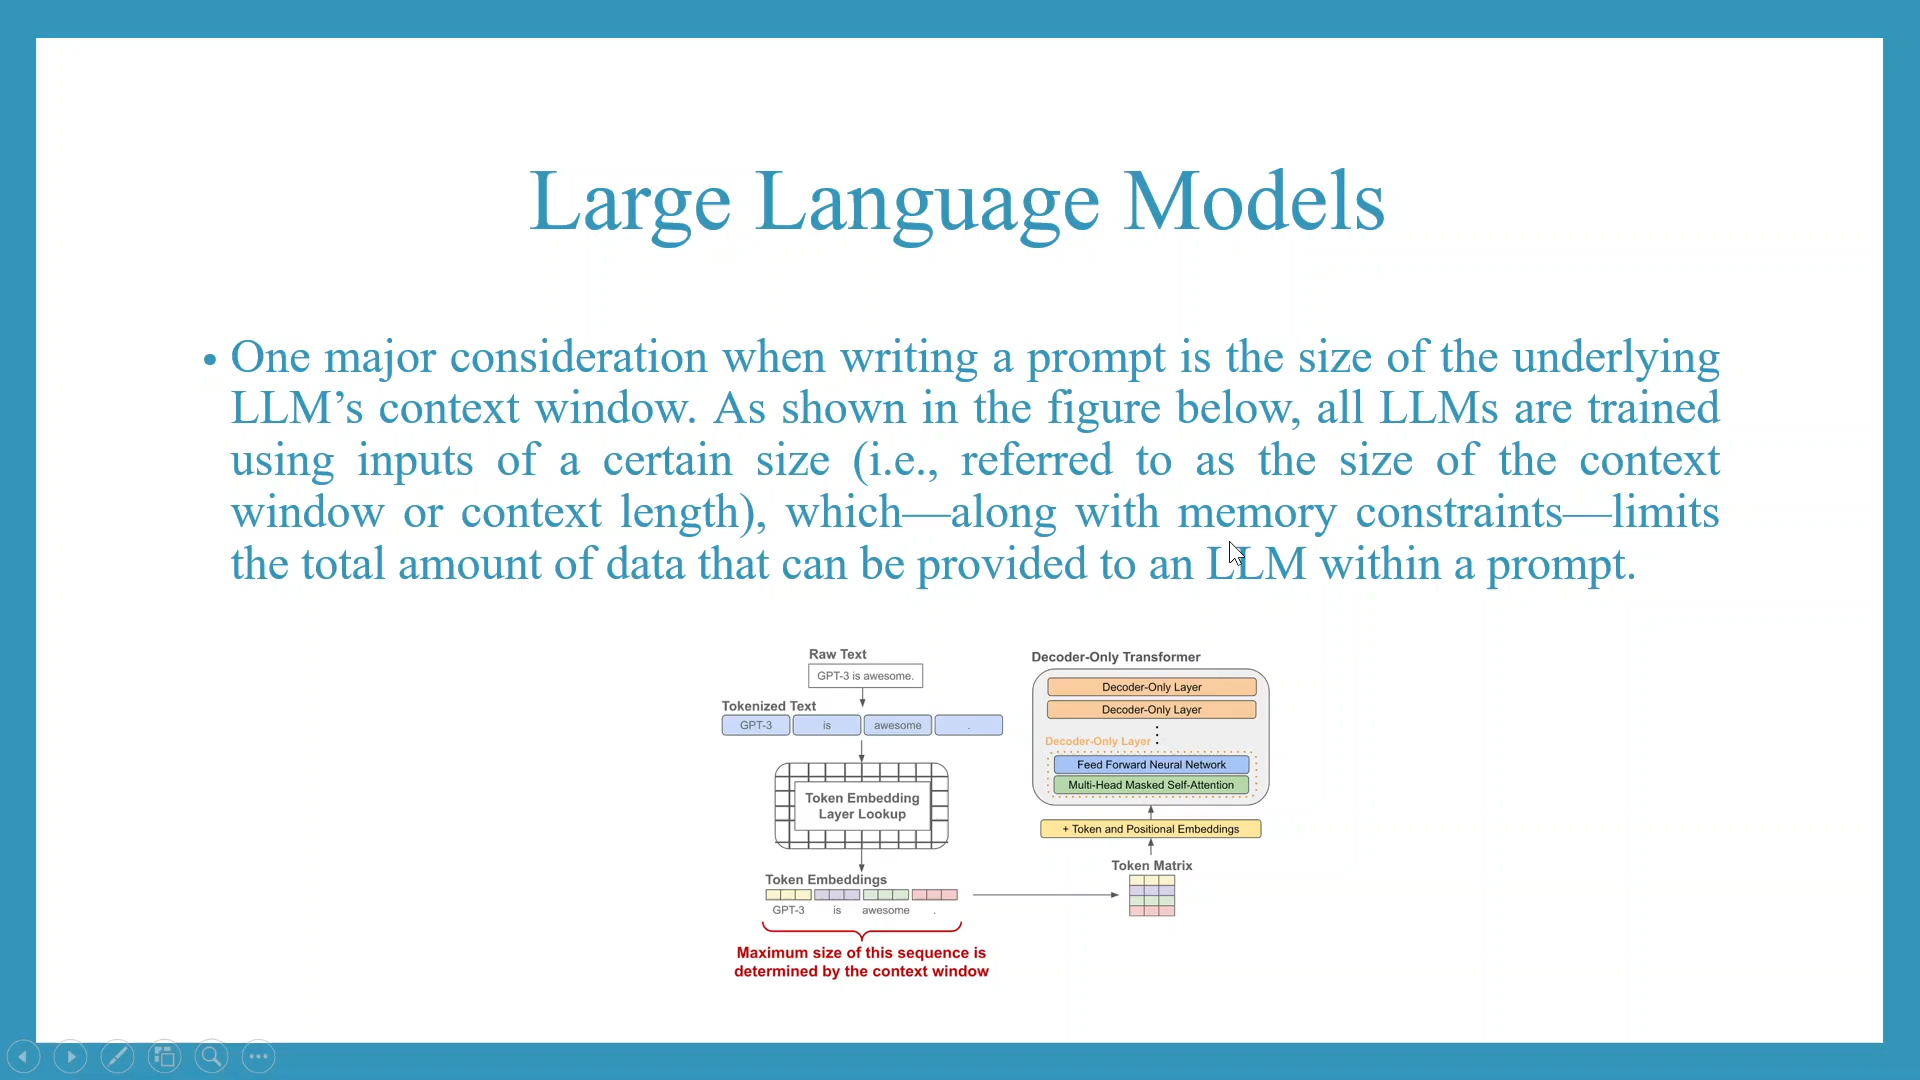 Large Language Models
• One major consideration when writing a prompt is the size of the underlying
LLM’s context window. As shown in the figure below, all LLMs are trained
using inputs of a certain size (i.e., referred to as the size of the context
window or context length), which—along with memory constraints—limits
the total amount of data that can be provided to an LLM within a prompt.
Raw Text
GPT-3 is awesome.
Tokenized Text
GPT-3 is awesome .
Token Embedding
Layer Lookup
Token Embeddings
GPT-3 is awesome .
Maximum size of this sequence is
determined by the context window
Decoder-Only Transformer
Decoder-Only Layer
Decoder-Only Layer
Decoder-Only Layer
Feed Forward Neural Network
Multi-Head Masked Self-Attention
+ Token and Positional Embeddings
Token Matrix